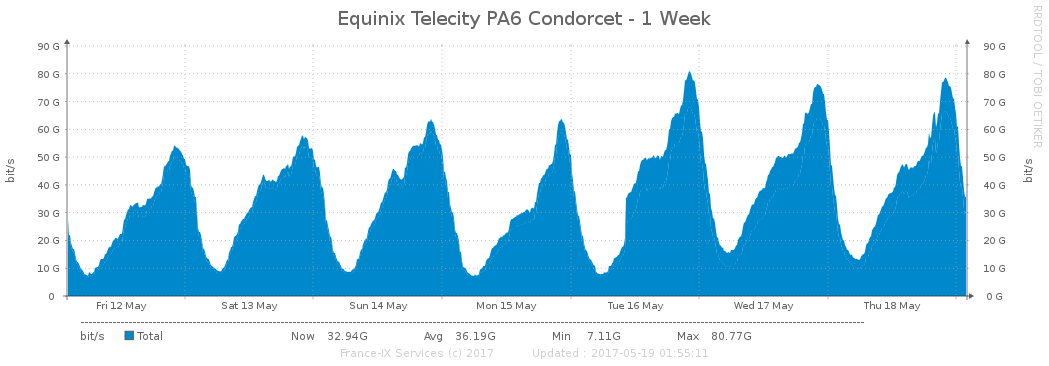 Equinix Telecity PA6 Condorcet - 1 Week
RRDTOOL / TOBI OETIKER
90 G 90 G
80 G 80 G
70 G 70 G
60 G 60 G
50 G 50 G
40 G 40 G
30 G 30 G
20 G 20 G
10 G 10 G
0 0 G
bit/s
bit/s
Fri 12 May Sat 13 May Sun 14 May Mon 15 May Tue 16 May Wed 17 May Thu 18 May
bit/s Total Now 32.94G Avg 36.19G Min 7.11G Max 80.77G
France-IX Services (c) 2017 Updated : 2017-05-19 01:55:11